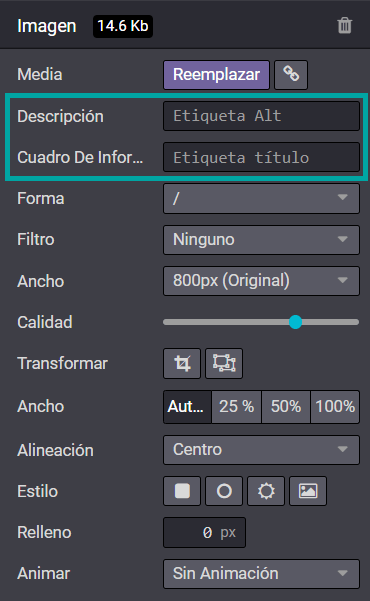 Imagen 14.6 Kb
Media Reemplazar
Descripción Etiqueta Alt
Cuadro De Infor... Etiqueta título
Forma /
Filtro Ninguno
Ancho 800px (Original)
Calidad
Transformar
Ancho Aut... 25 % 50% 100%
Alineación Centro
Estilo
Relleno 0 px
Animar Sin Animación